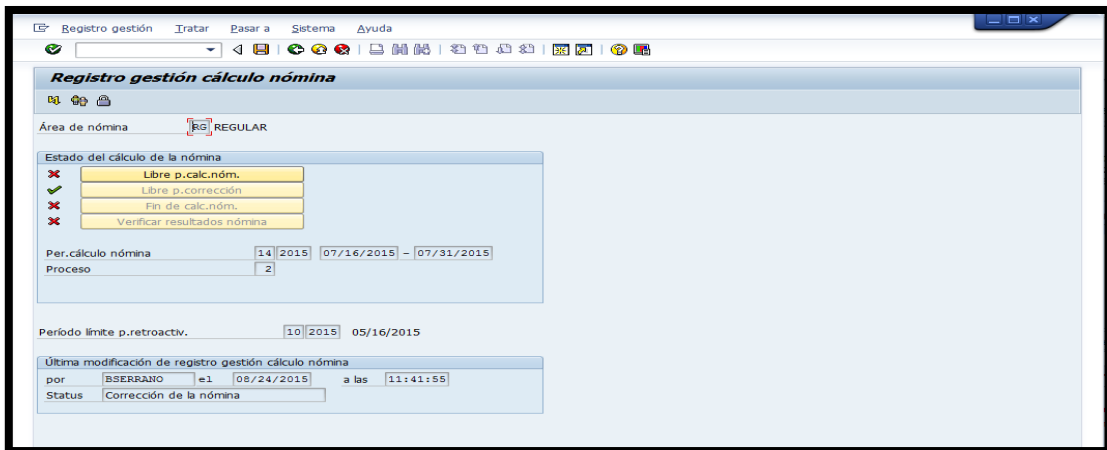 Registro gestión Tratar Pasar a Sistema Ayuda
Registro gestión cálculo nómina
Área de nómina RG REGULAR
Estado del cálculo de la nómina
Libre p.calc.nóm.
Libre p.corrección
Fin de calc.nóm.
Verificar resultados nómina
Per.cálculo nómina 14 2015 07/16/2015 - 07/31/2015
Proceso 2
Período límite p.retroactiv. 10 2015 05/16/2015
Última modificación de registro gestión cálculo nómina
por BSERRANO el 08/24/2015 a las 11:41:55
Status Corrección de la nómina